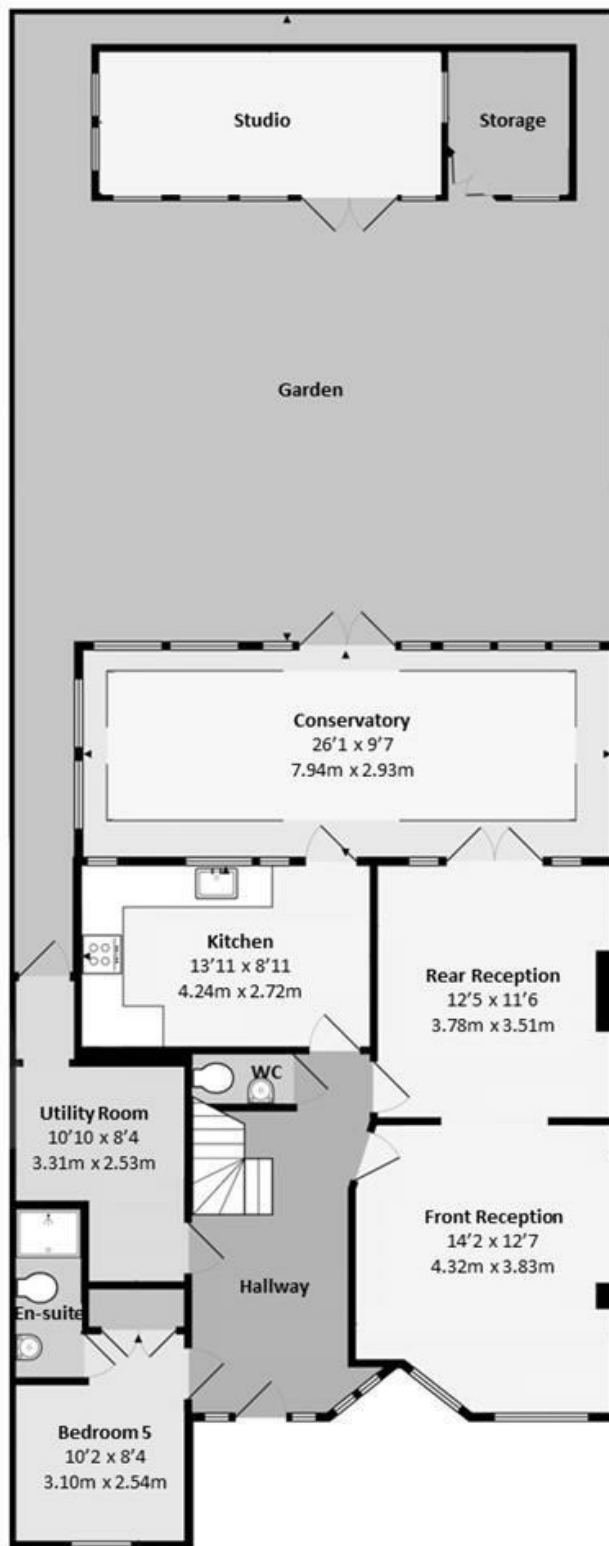 Studio
Storage
Garden
Conservatory
26'1 x 9'7
7.94m x 2.93m
Kitchen
13'11 x 8'11
4.24m x 2.72m
Rear Reception
12'5 x 11'6
3.78m x 3.51m
WC
Utility Room
10'10 x 8'4
3.31m x 2.53m
Front Reception
14'2 x 12'7
4.32m x 3.83m
Hallway
En-suite
Bedroom 5
10'2 x 8'4
3.10m x 2.54m